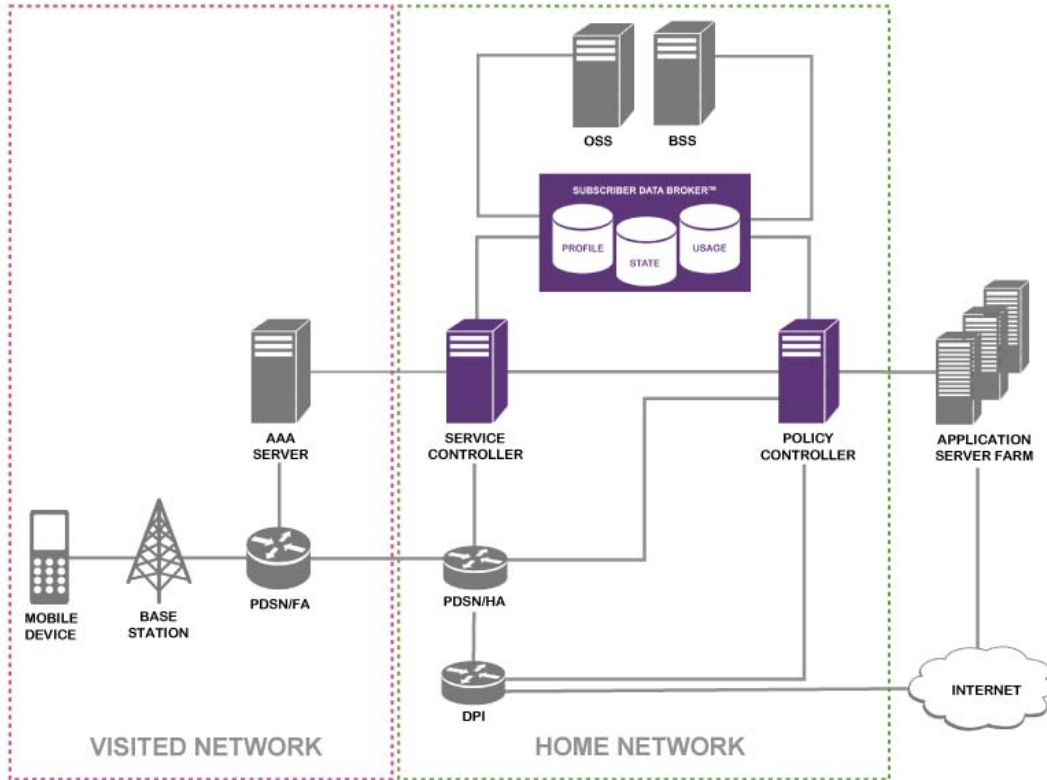 OSS
BSS
SUBSCRIBER DATA BROKER™
PROFILE
STATE
USAGE
AAA
SERVER
SERVICE
CONTROLLER
POLICY
CONTROLLER
APPLICATION
SERVER FARM
MOBILE
DEVICE
BASE
STATION
PDSN/FA
PDSN/HA
DPI
INTERNET
VISITED NETWORK
HOME NETWORK